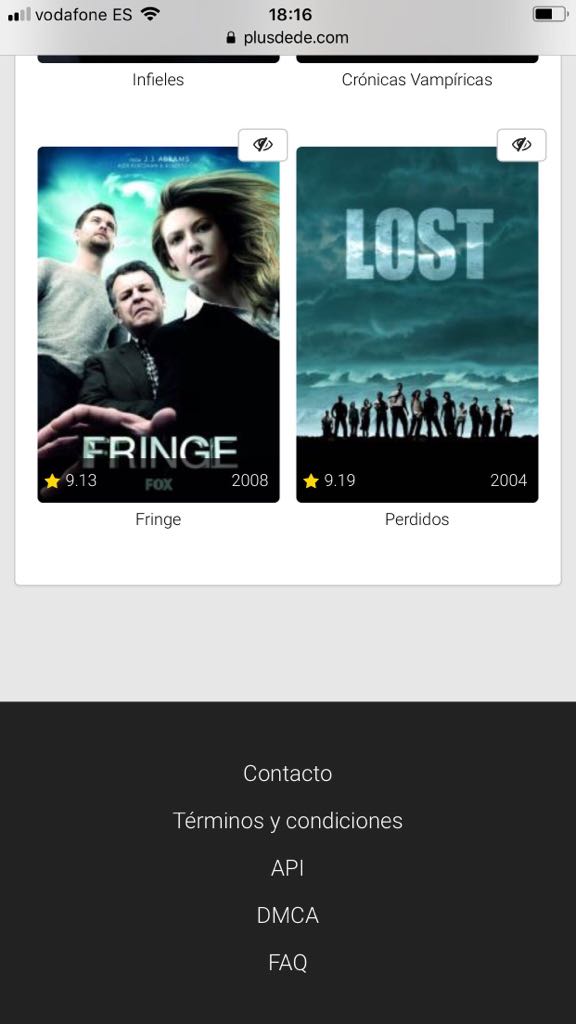 vodafone ES
18:16
plusdede.com
Infieles
Crónicas Vampíricas
FROM J.J. ABRAMS
FRINGE
9.13
2008
FOX
LOST
9.19
2004
Fringe
Perdidos
Contacto
Términos y condiciones
API
DMCA
FAQ